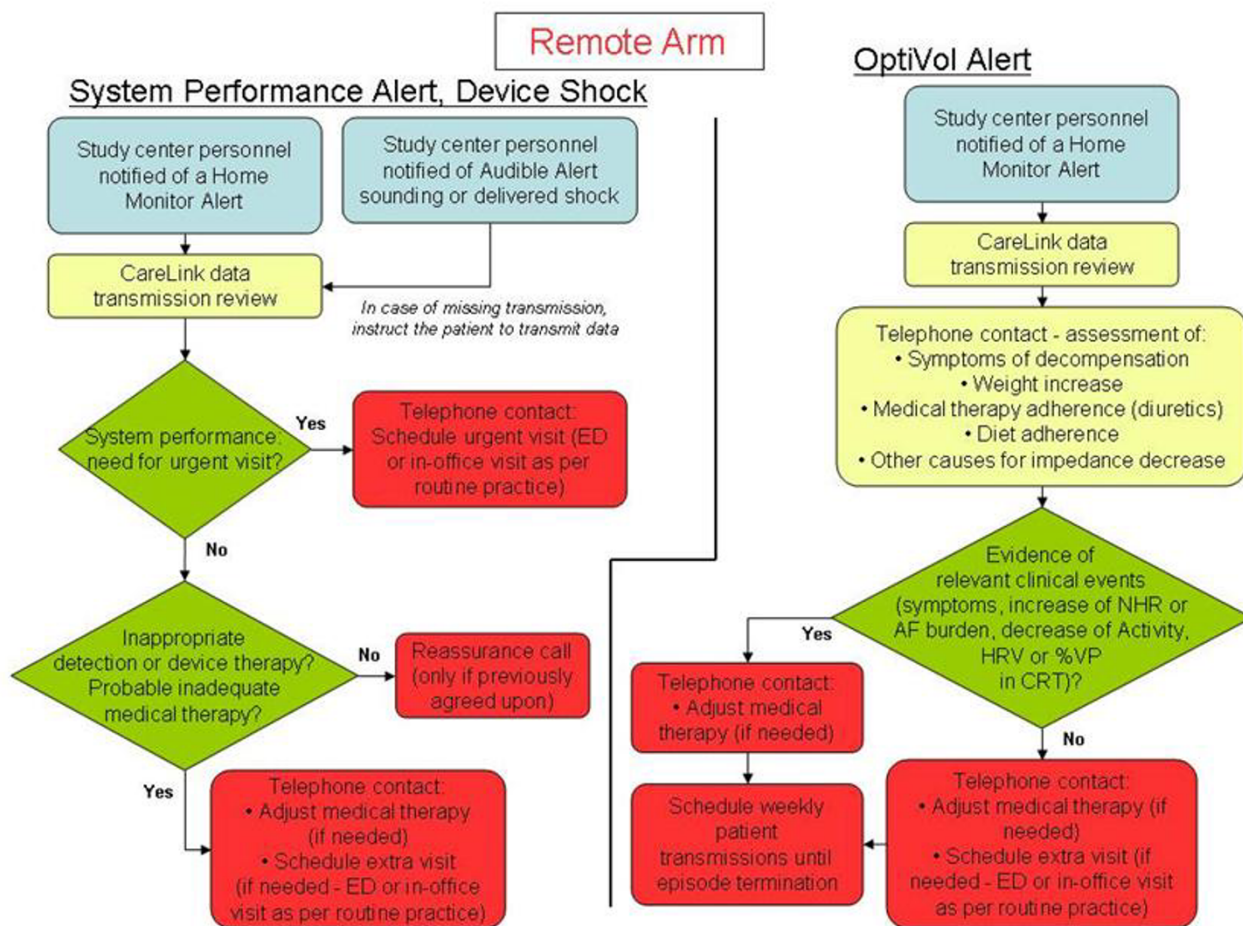 Remote Arm
System Performance Alert, Device Shock
Study center personnel
notified of a Home
Monitor Alert
Study center personnel
notified of Audible Alert
sounding or delivered shock
CareLink data
transmission review
In case of missing transmission,
instruct the patient to transmit data
System performance:
need for urgent visit?
Yes
Telephone contact:
Schedule urgent visit (ED
or in-office visit as per
routine practice)
No
Inappropriate
detection or device therapy?
Probable inadequate
medical therapy?
No
Reassurance call
(only if previously
agreed upon)
Yes
Telephone contact:
• Adjust medical therapy
(if needed)
• Schedule extra visit
(if needed - ED or in-office
visit as per routine practice)
OptiVol Alert
Study center personnel
notified of a Home
Monitor Alert
CareLink data
transmission review
Telephone contact - assessment of:
• Symptoms of decompensation
• Weight increase
• Medical therapy adherence (diuretics)
• Diet adherence
• Other causes for impedance decrease
Evidence of
relevant clinical events
(symptoms, increase of NHR or
AF burden, decrease of Activity,
HRV or %VP
in CRT)?
Yes
Telephone contact:
• Adjust medical
therapy (if needed)
No
Telephone contact:
• Adjust medical therapy (if
needed)
• Schedule extra visit (if
needed - ED or in-office visit
as per routine practice)
Schedule weekly
patient
transmissions until
episode termination